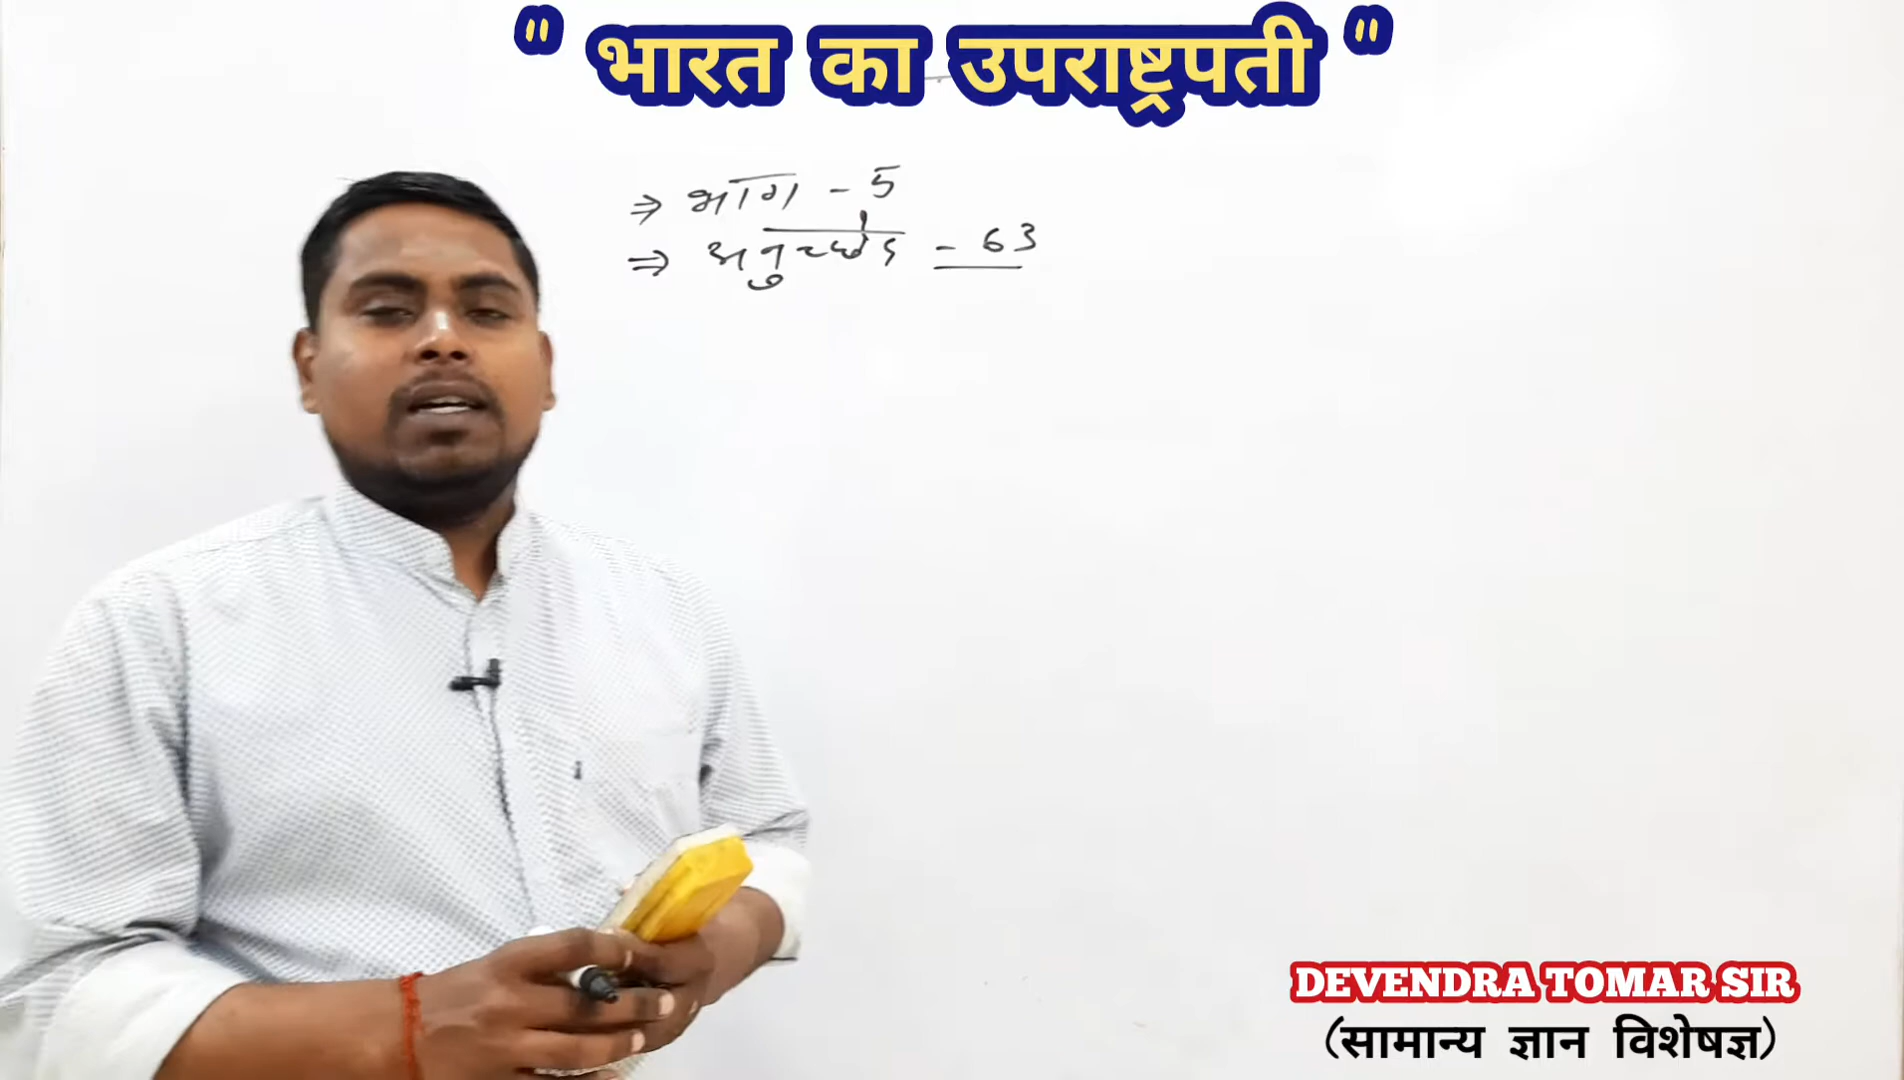 " भारत का उपराष्ट्रपती "
⇒ भाग - 5
⇒ अनुच्छेद - 63
DEVENDRA TOMAR SIR
(सामान्य ज्ञान विशेषज्ञ)